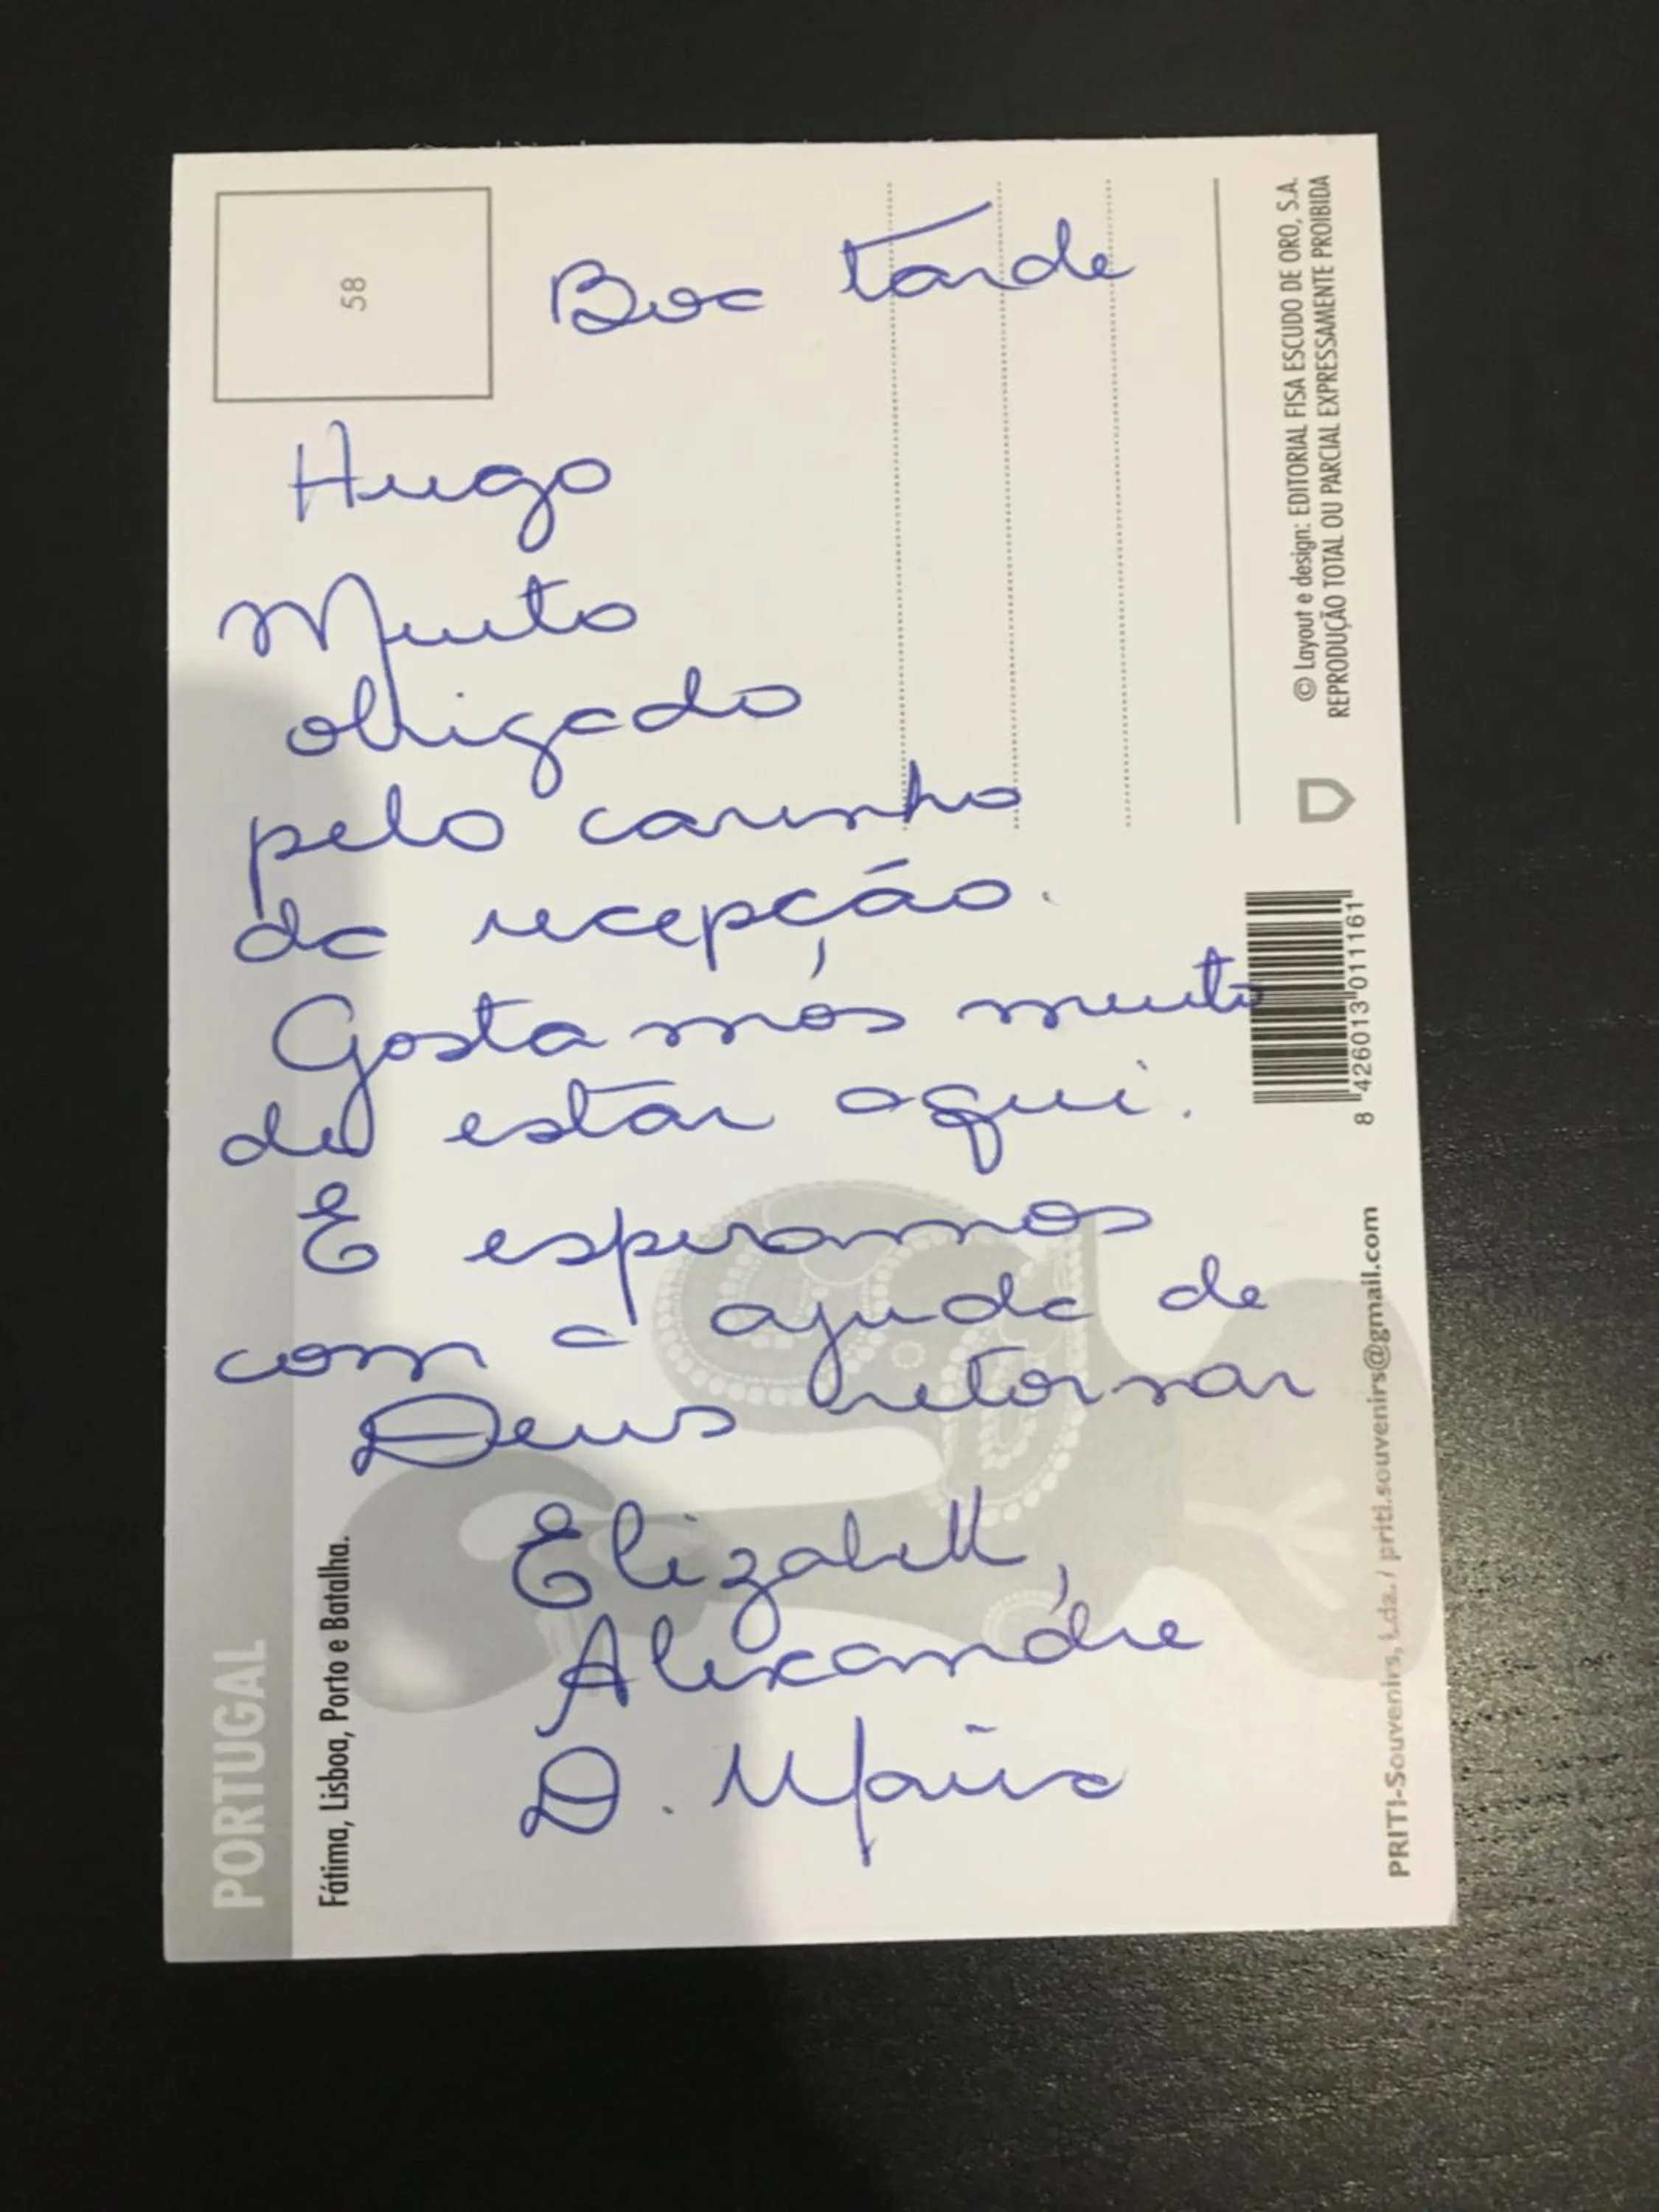 Boa tarde
Hugo
Muito
obrigado
pelo carinho
da recepção.
Gostamos muito
de estar aqui.
E esperamos
com a ajuda de
Deus retornar
Elizabeth,
Alexandre
D. Maria
58
PORTUGAL
Fátima, Lisboa, Porto e Batalha.
© Layout e design: EDITORIAL FISA ESCUDO DE ORO, S.A.
REPRODUÇÃO TOTAL OU PARCIAL EXPRESSAMENTE PROIBIDA
8 426013 011161
PRITI-Souvenirs, Lda. / priti.souvenirs@gmail.com